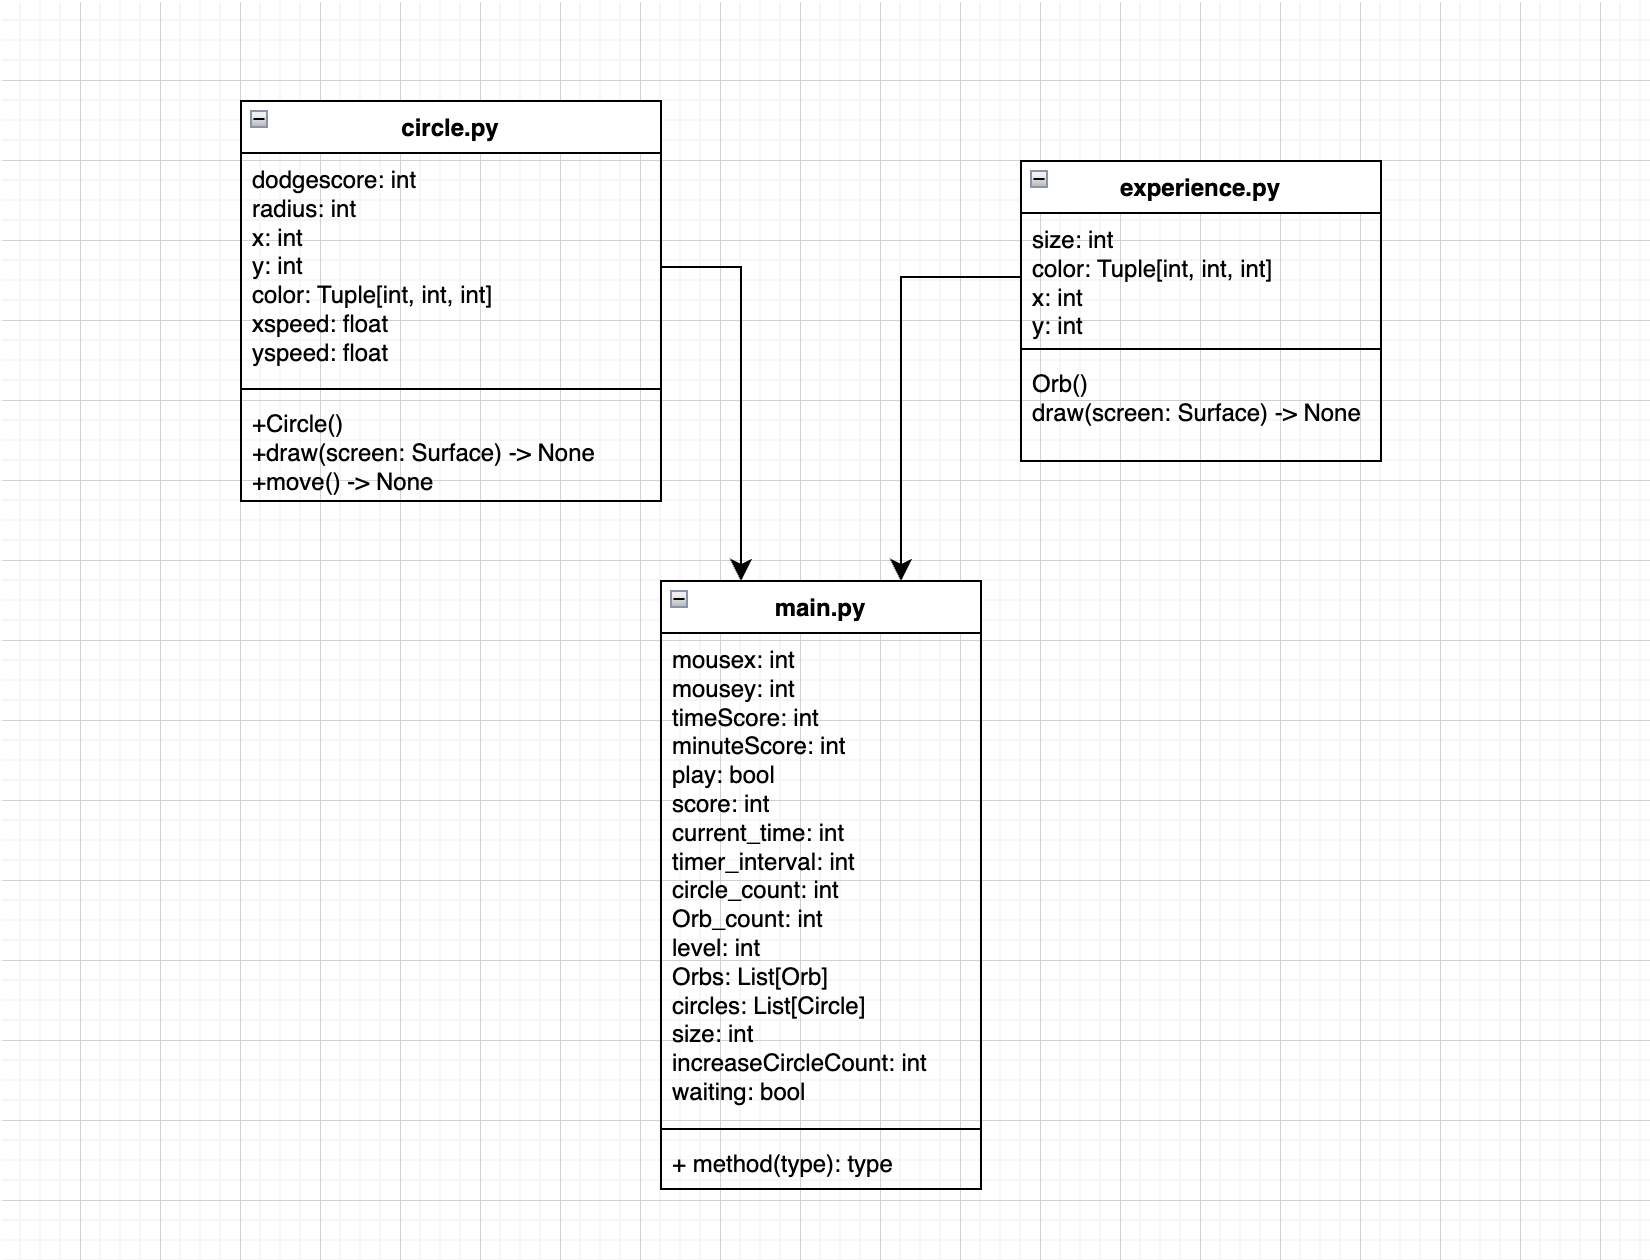 circle.py
dodgescore: int
radius: int
x: int
y: int
color: Tuple[int, int, int]
xspeed: float
yspeed: float
+Circle()
+draw(screen: Surface) -> None
+move() -> None
experience.py
size: int
color: Tuple[int, int, int]
x: int
y: int
Orb()
draw(screen: Surface) -> None
main.py
mousex: int
mousey: int
timeScore: int
minuteScore: int
play: bool
score: int
current_time: int
timer_interval: int
circle_count: int
Orb_count: int
level: int
Orbs: List[Orb]
circles: List[Circle]
size: int
increaseCircleCount: int
waiting: bool
+ method(type): type